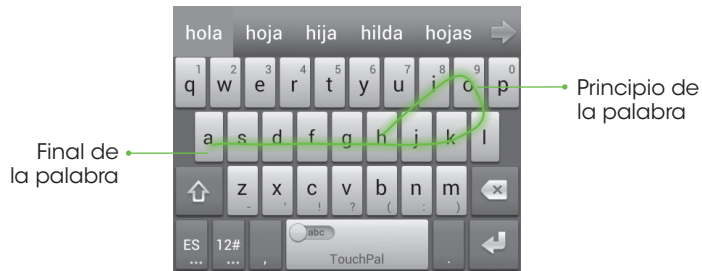 hola hoja hija hilda hojas
1 2 3 4 5 6 7 8 9 0
q w e r t y u i o p
Principio de
la palabra
a s d f g h j k l
Final de
la palabra
z x c v b n m
- ' ! ? ( : )
ES 12# , abc .
... ...
TouchPal